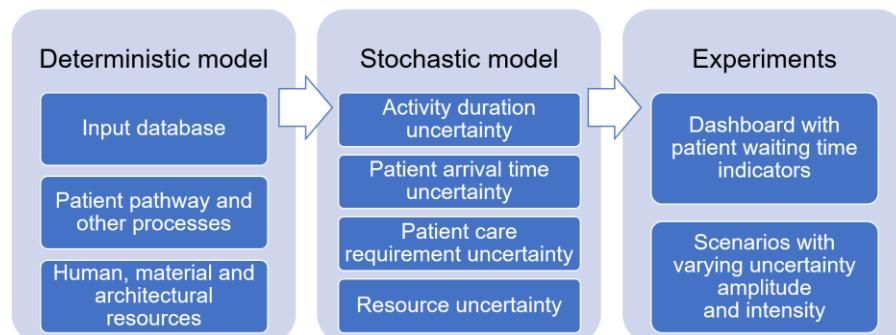 Deterministic model
Input database
Patient pathway and
other processes
Human, material and
architectural
resources
Stochastic model
Activity duration
uncertainty
Patient arrival time
uncertainty
Patient care
requirement uncertainty
Resource uncertainty
Experiments
Dashboard with
patient waiting time
indicators
Scenarios with
varying uncertainty
amplitude
and intensity